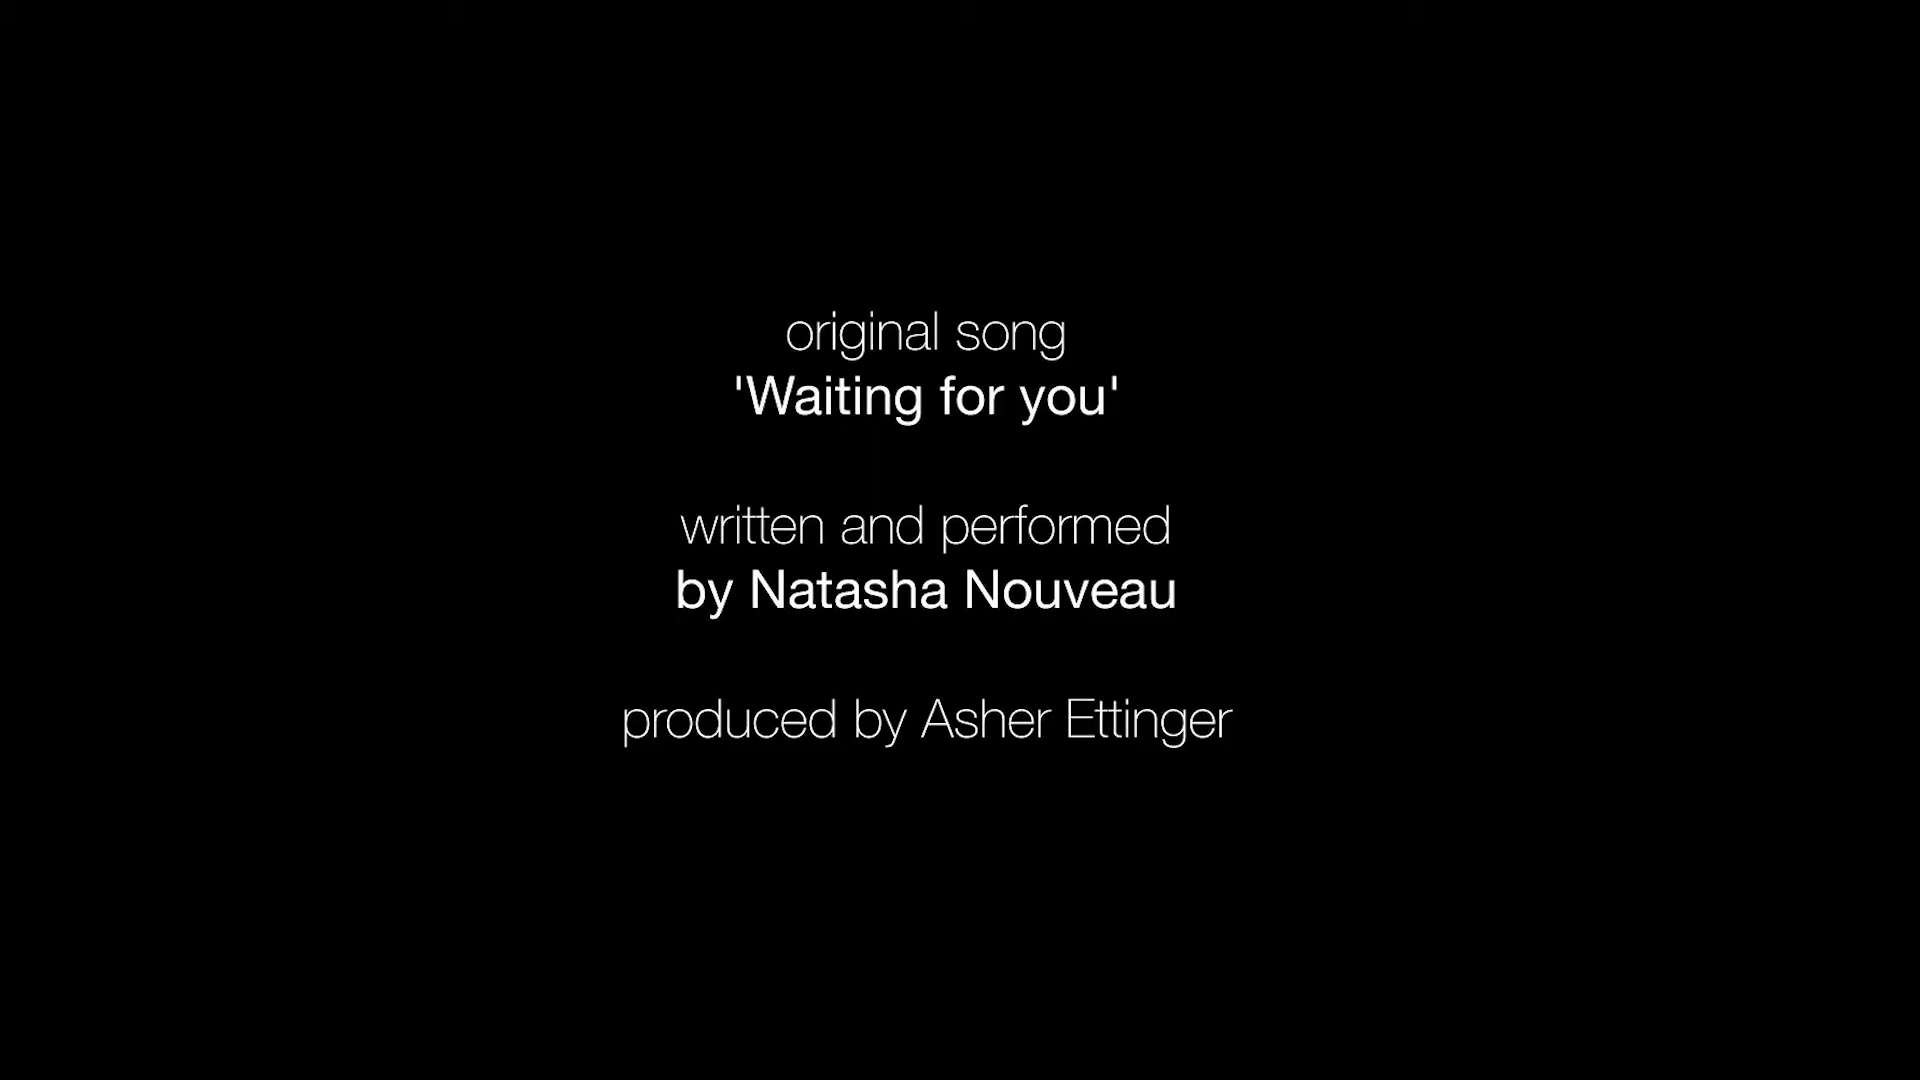 original song
'Waiting for you'
written and performed
by Natasha Nouveau
produced by Asher Ettinger